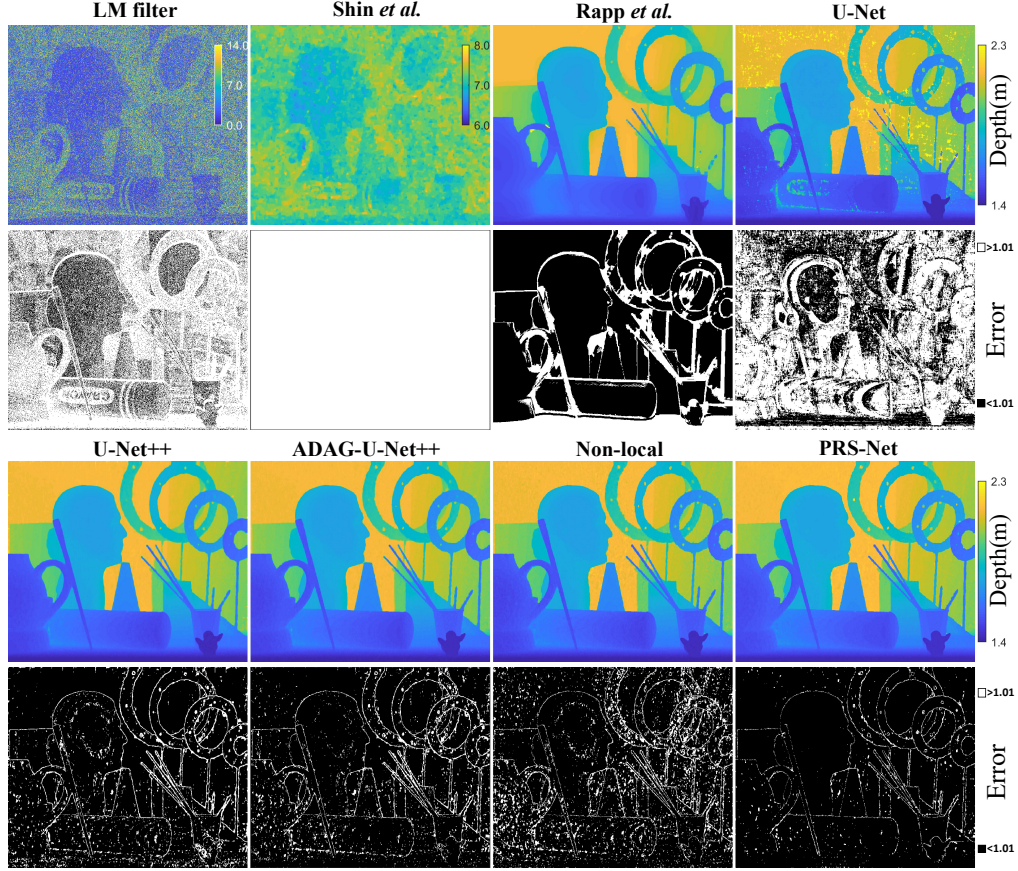 LM filter Shin et al. Rapp et al. U-Net
14.0
7.0
0.0
8.0
7.0
6.0
2.3
Depth(m)
1.4
>1.01
Error
<1.01
U-Net++ ADAG-U-Net++ Non-local PRS-Net
2.3
Depth(m)
1.4
>1.01
Error
<1.01